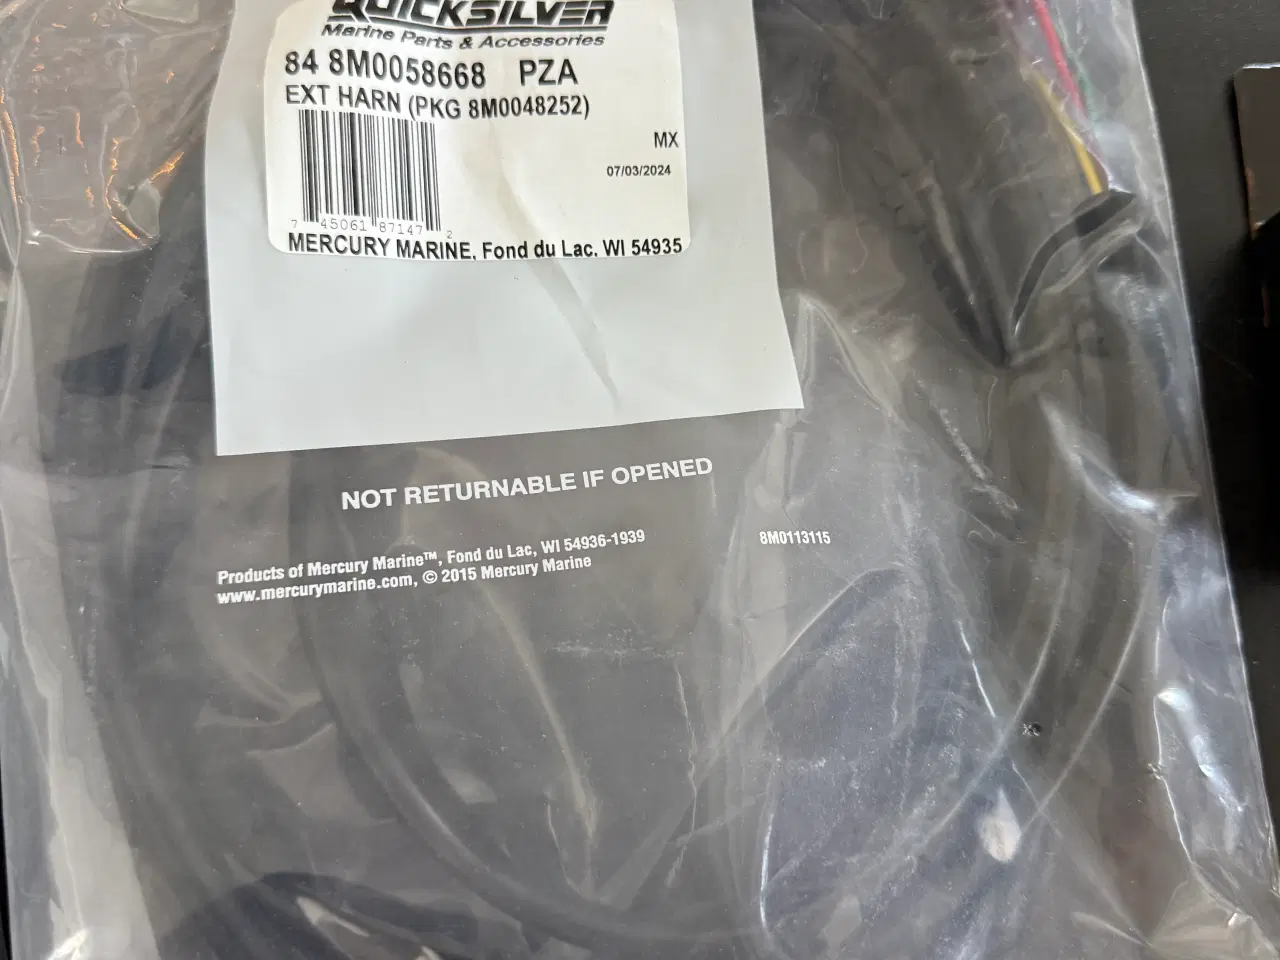 QUICKSILVER
Marine Parts & Accessories
84 8M0058668 PZA
EXT HARN (PKG 8M0048252)
MX
07/03/2024
7 45061 87147 2
MERCURY MARINE, Fond du Lac, WI 54935
NOT RETURNABLE IF OPENED
Products of Mercury Marine™, Fond du Lac, WI 54936-1939
www.mercurymarine.com, © 2015 Mercury Marine
8M0113115